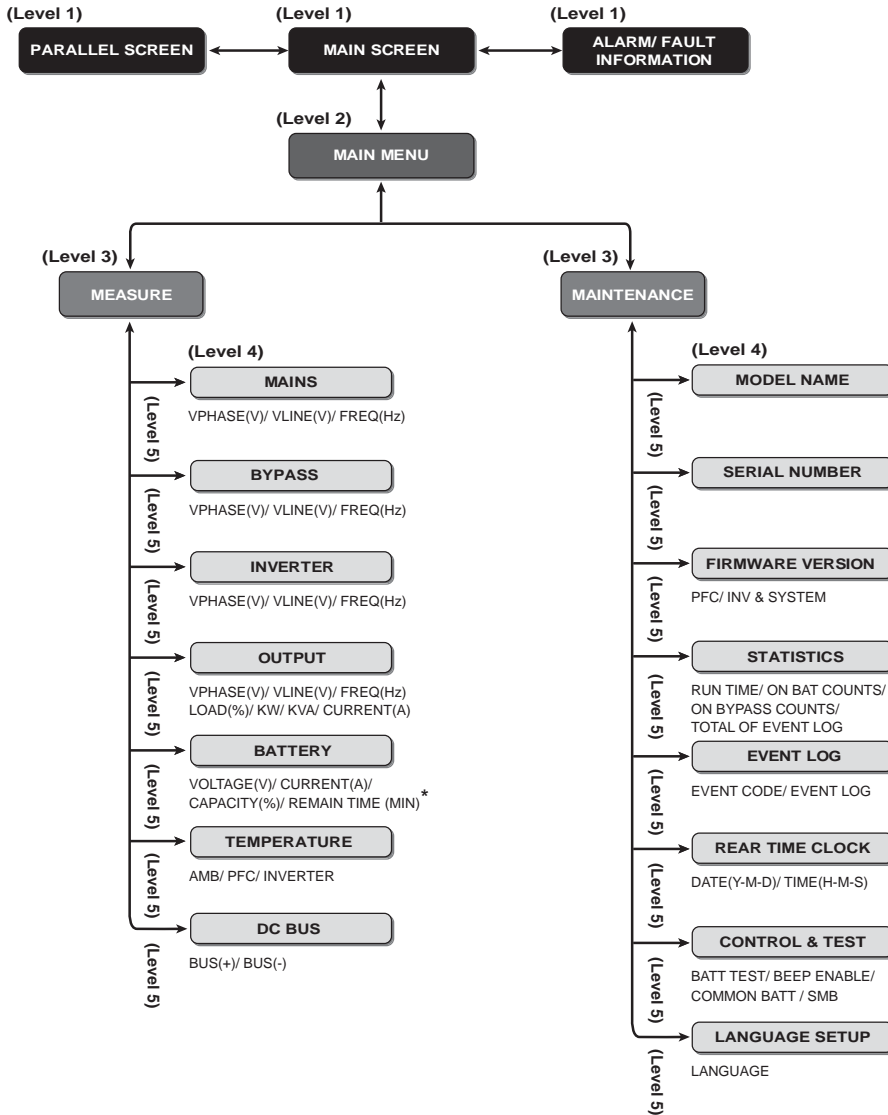 (Level 1)
(Level 1)
(Level 1)
PARALLEL SCREEN
MAIN SCREEN
ALARM/ FAULT
INFORMATION
(Level 2)
MAIN MENU
(Level 3)
MEASURE
(Level 4)
MAINS
(Level 5)
VPHASE(V)/ VLINE(V)/ FREQ(Hz)
BYPASS
(Level 5)
VPHASE(V)/ VLINE(V)/ FREQ(Hz)
INVERTER
(Level 5)
VPHASE(V)/ VLINE(V)/ FREQ(Hz)
OUTPUT
(Level 5)
VPHASE(V)/ VLINE(V)/ FREQ(Hz)
LOAD(%)/ KW/ KVA/ CURRENT(A)
BATTERY
(Level 5)
VOLTAGE(V)/ CURRENT(A)/
CAPACITY(%)/ REMAIN TIME (MIN)*
TEMPERATURE
(Level 5)
AMB/ PFC/ INVERTER
DC BUS
(Level 5)
BUS(+)/ BUS(-)
(Level 3)
MAINTENANCE
(Level 4)
MODEL NAME
(Level 5)
SERIAL NUMBER
(Level 5)
FIRMWARE VERSION
(Level 5)
PFC/ INV & SYSTEM
STATISTICS
(Level 5)
RUN TIME/ ON BAT COUNTS/
ON BYPASS COUNTS/
TOTAL OF EVENT LOG
EVENT LOG
(Level 5)
EVENT CODE/ EVENT LOG
REAR TIME CLOCK
(Level 5)
DATE(Y-M-D)/ TIME(H-M-S)
CONTROL & TEST
(Level 5)
BATT TEST/ BEEP ENABLE/
COMMON BATT / SMB
LANGUAGE SETUP
(Level 5)
LANGUAGE